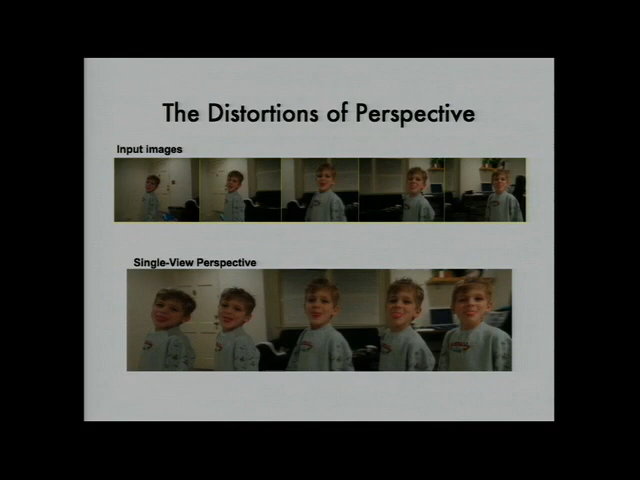 The Distortions of Perspective
Input images
Single-View Perspective